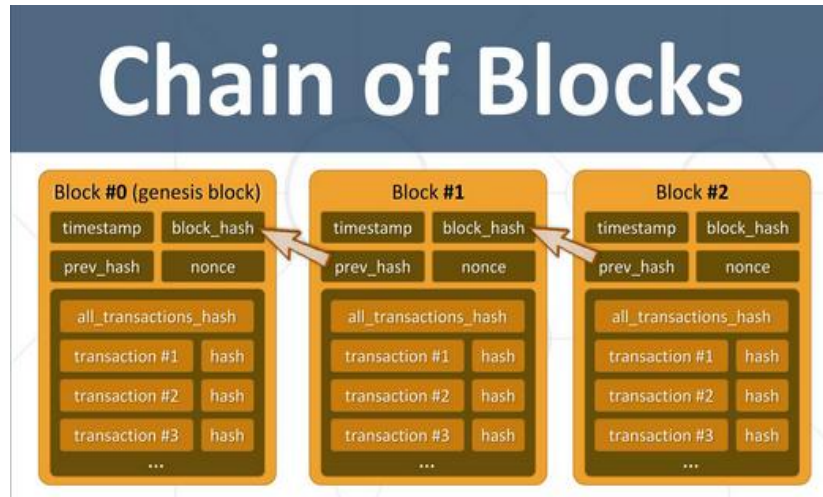 Chain of Blocks
Block #0 (genesis block)
timestamp block_hash
prev_hash nonce
all_transactions_hash
transaction #1 hash
transaction #2 hash
transaction #3 hash
...
Block #1
timestamp block_hash
prev_hash nonce
all_transactions_hash
transaction #1 hash
transaction #2 hash
transaction #3 hash
...
Block #2
timestamp block_hash
prev_hash nonce
all_transactions_hash
transaction #1 hash
transaction #2 hash
transaction #3 hash
...